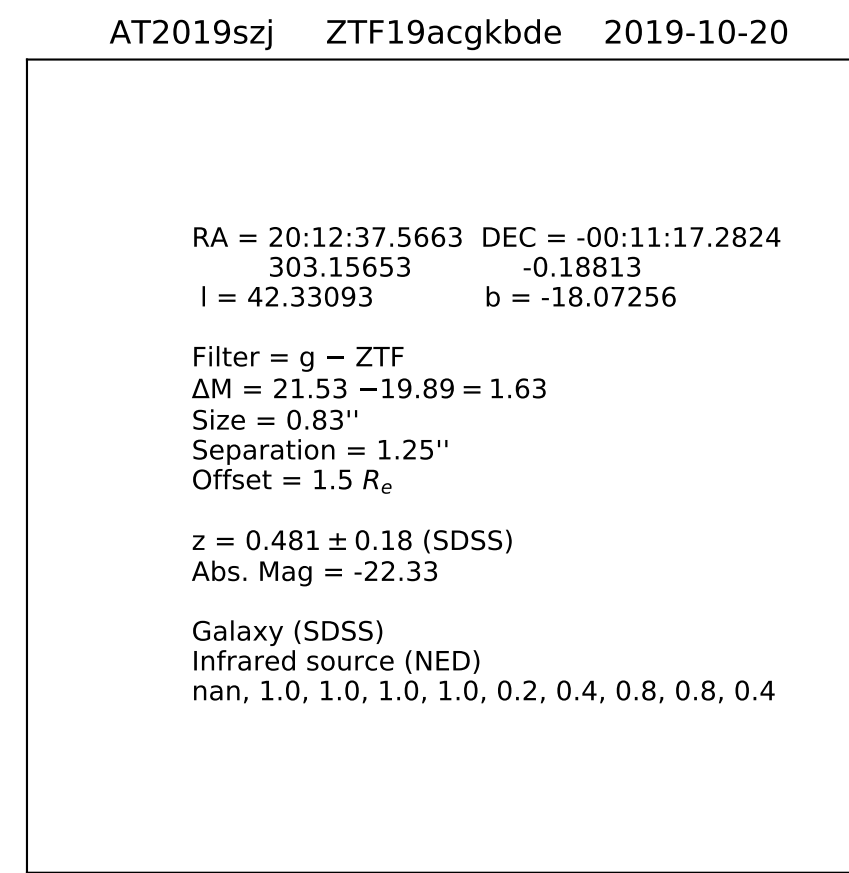 AT2019szj ZTF19acgkbde 2019-10-20
RA = 20:12:37.5663 DEC = -00:11:17.2824
303.15653 -0.18813
l = 42.33093 b = -18.07256
Filter = g − ZTF
ΔM = 21.53 −19.89 = 1.63
Size = 0.83''
Separation = 1.25''
Offset = 1.5 Re
z = 0.481 ± 0.18 (SDSS)
Abs. Mag = -22.33
Galaxy (SDSS)
Infrared source (NED)
nan, 1.0, 1.0, 1.0, 1.0, 0.2, 0.4, 0.8, 0.8, 0.4